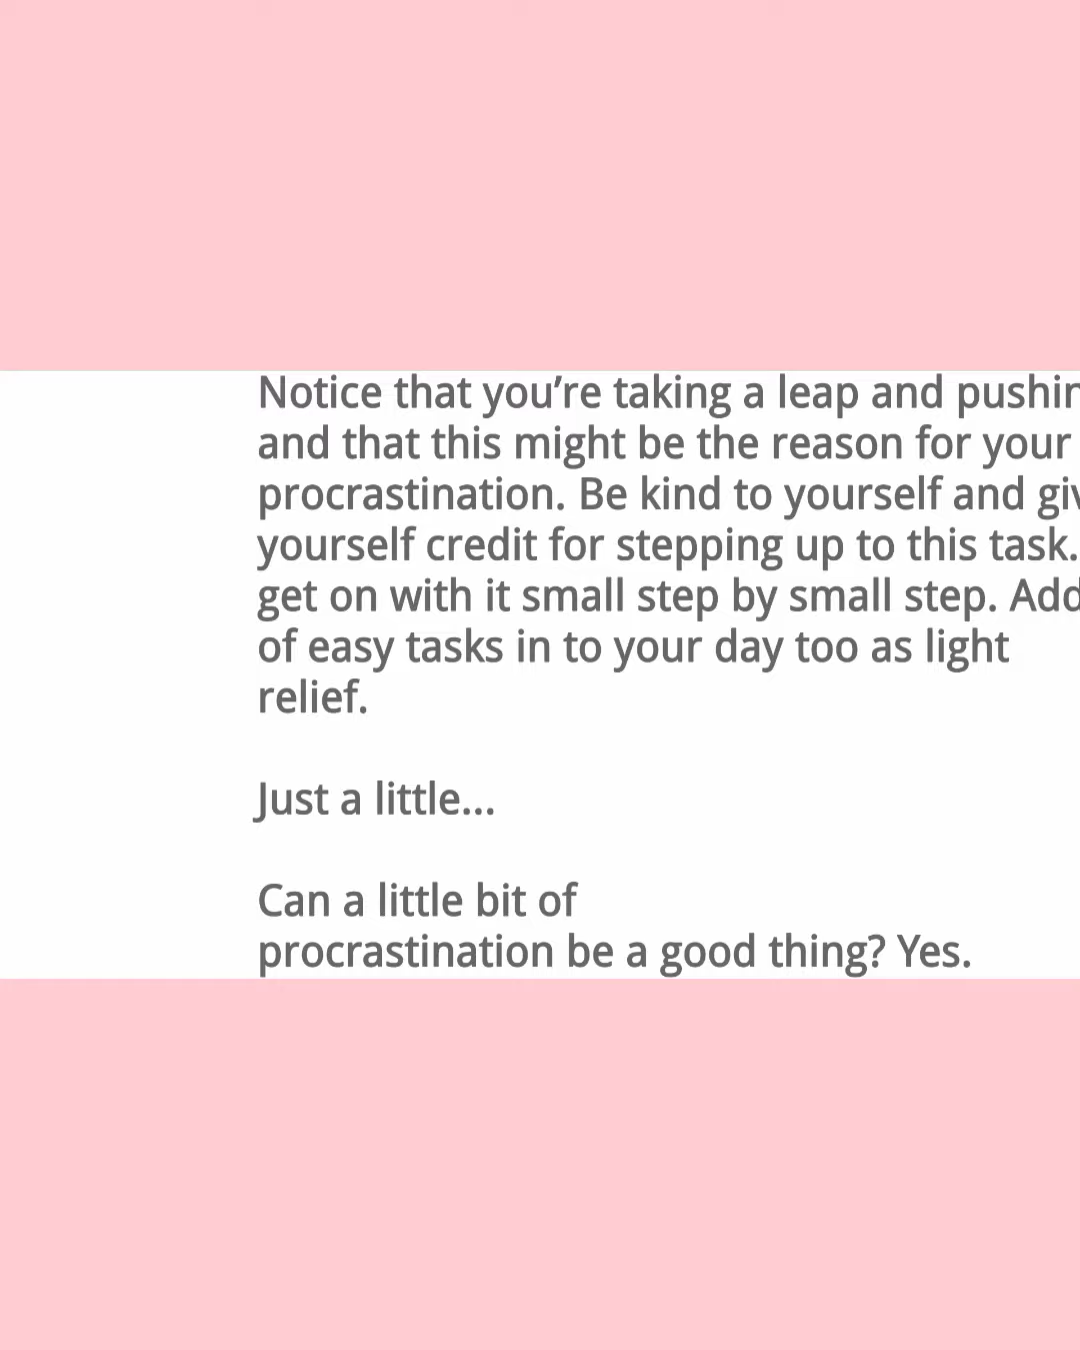 Notice that you’re taking a leap and
and that this might be the reason for your
procrastination. Be kind to yourself and
yourself credit for stepping up to this task.
get on with it small step by small step.
of easy tasks in to your day too as light
relief.
Just a little...
Can a little bit of
procrastination be a good thing? Yes.